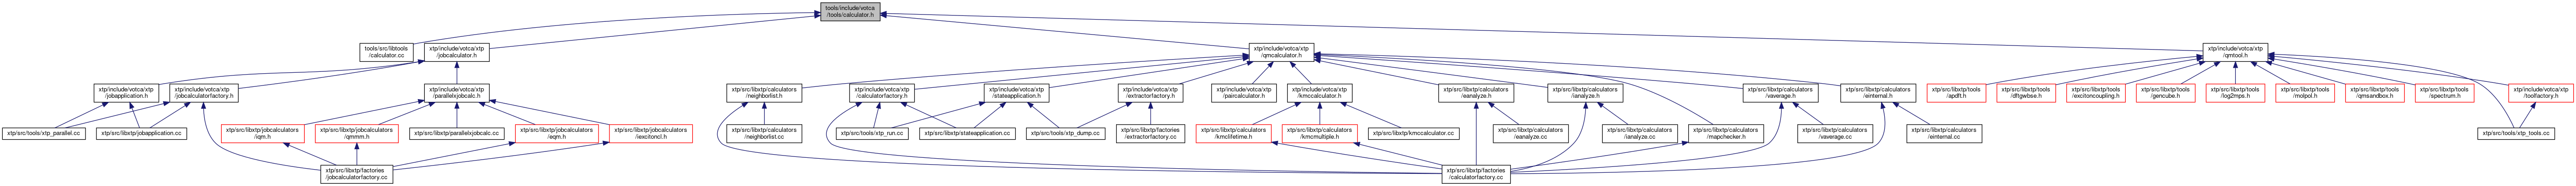 tools/include/votca
/tools/calculator.h
tools/src/libtools
/calculator.cc
xtp/include/votca/xtp
/jobcalculator.h
xtp/include/votca/xtp
/qmcalculator.h
xtp/include/votca/xtp
/qmtool.h
xtp/include/votca/xtp
/jobapplication.h
xtp/include/votca/xtp
/jobcalculatorfactory.h
xtp/include/votca/xtp
/parallelxjobcalc.h
xtp/src/libxtp/calculators
/neighborlist.h
xtp/include/votca/xtp
/calculatorfactory.h
xtp/include/votca/xtp
/stateapplication.h
xtp/include/votca/xtp
/extractorfactory.h
xtp/include/votca/xtp
/paircalculator.h
xtp/include/votca/xtp
/kmccalculator.h
xtp/src/libxtp/calculators
/eanalyze.h
xtp/src/libxtp/calculators
/ianalyze.h
xtp/src/libxtp/calculators
/vaverage.h
xtp/src/libxtp/calculators
/einternal.h
xtp/src/libxtp/tools
/apdft.h
xtp/src/libxtp/tools
/dftgwbse.h
xtp/src/libxtp/tools
/excitoncoupling.h
xtp/src/libxtp/tools
/gencube.h
xtp/src/libxtp/tools
/log2mps.h
xtp/src/libxtp/tools
/molpol.h
xtp/src/libxtp/tools
/qmsandbox.h
xtp/src/libxtp/tools
/spectrum.h
xtp/include/votca/xtp
/toolfactory.h
xtp/src/tools/xtp_parallel.cc
xtp/src/libxtp/jobapplication.cc
xtp/src/libxtp/jobcalculators
/iqm.h
xtp/src/libxtp/jobcalculators
/qmmm.h
xtp/src/libxtp/parallelxjobcalc.cc
xtp/src/libxtp/jobcalculators
/eqm.h
xtp/src/libxtp/jobcalculators
/iexcitoncl.h
xtp/src/libxtp/calculators
/neighborlist.cc
xtp/src/tools/xtp_run.cc
xtp/src/libxtp/stateapplication.cc
xtp/src/tools/xtp_dump.cc
xtp/src/libxtp/factories
/extractorfactory.cc
xtp/src/libxtp/calculators
/kmclifetime.h
xtp/src/libxtp/calculators
/kmcmultiple.h
xtp/src/libxtp/kmccalculator.cc
xtp/src/libxtp/calculators
/eanalyze.cc
xtp/src/libxtp/calculators
/ianalyze.cc
xtp/src/libxtp/calculators
/mapchecker.h
xtp/src/libxtp/calculators
/vaverage.cc
xtp/src/libxtp/calculators
/einternal.cc
xtp/src/tools/xtp_tools.cc
xtp/src/libxtp/factories
/jobcalculatorfactory.cc
xtp/src/libxtp/factories
/calculatorfactory.cc